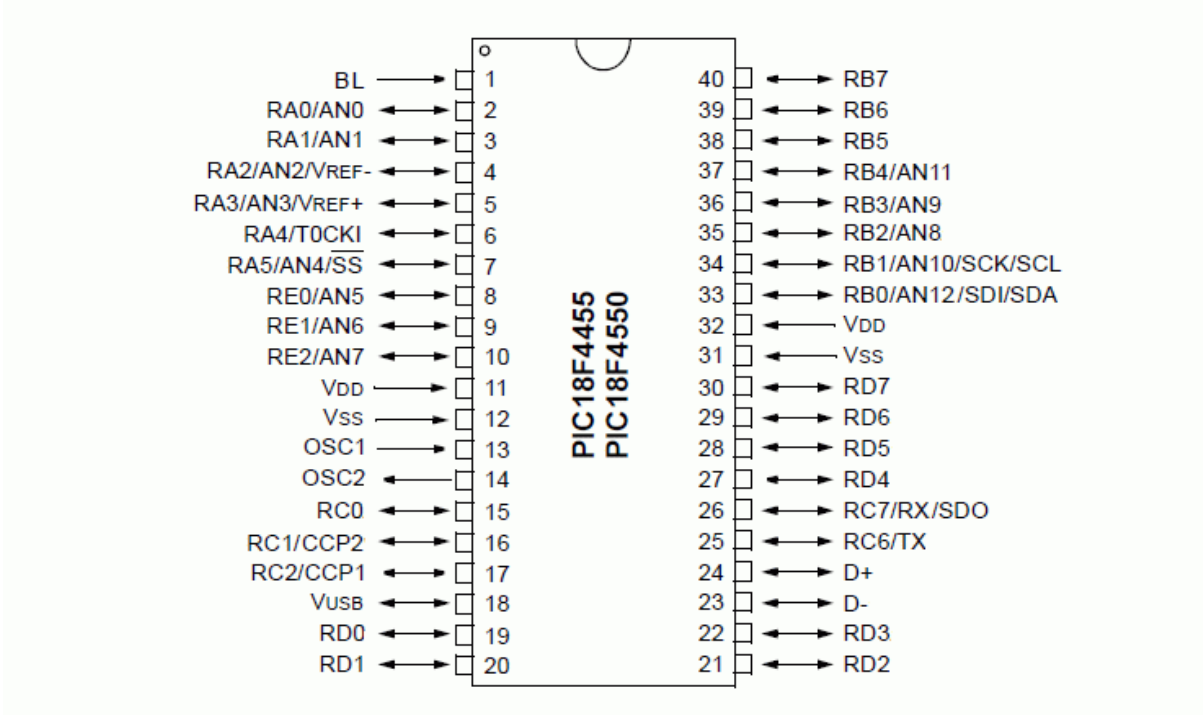 BL 1 40 RB7
RA0/AN0 2 39 RB6
RA1/AN1 3 38 RB5
RA2/AN2/VREF- 4 37 RB4/AN11
RA3/AN3/VREF+ 5 36 RB3/AN9
RA4/T0CKI 6 35 RB2/AN8
RA5/AN4/S̅S̅ 7 34 RB1/AN10/SCK/SCL
RE0/AN5 8 33 RB0/AN12/SDI/SDA
RE1/AN6 9 32 VDD
RE2/AN7 10 31 VSS
VDD 11 30 RD7
VSS 12 29 RD6
OSC1 13 28 RD5
OSC2 14 27 RD4
RC0 15 26 RC7/RX/SDO
RC1/CCP2 16 25 RC6/TX
RC2/CCP1 17 24 D+
VUSB 18 23 D-
RD0 19 22 RD3
RD1 20 21 RD2
PIC18F4455
PIC18F4550